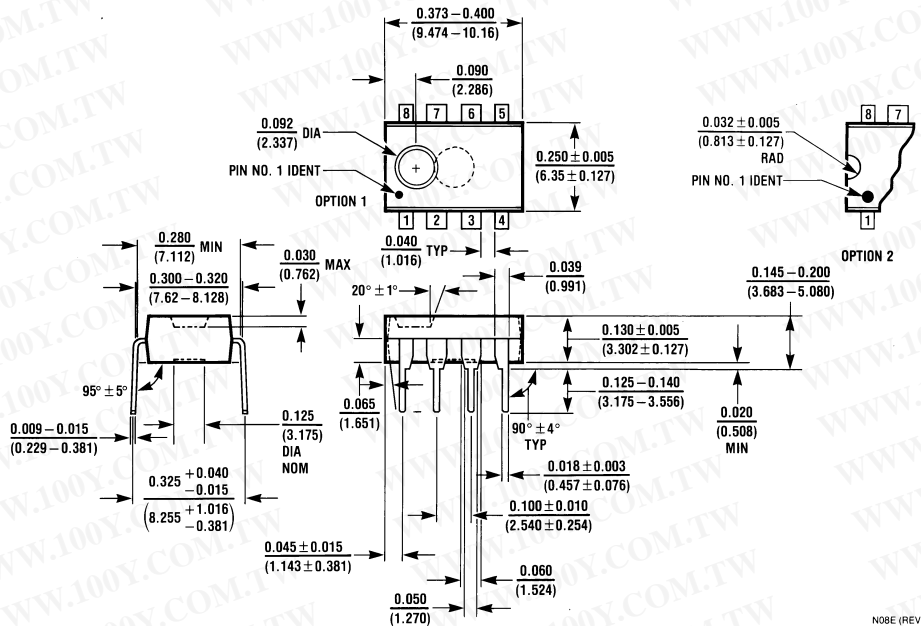 0.373 – 0.400
(9.474 – 10.16)
0.090
(2.286)
8 7 6 5
0.092 DIA
(2.337)
PIN NO. 1 IDENT
OPTION 1
1 2 3 4
0.250 ± 0.005
(6.35 ± 0.127)
8 7
0.032 ± 0.005
(0.813 ± 0.127)
RAD
PIN NO. 1 IDENT
1
OPTION 2
0.280 MIN
(7.112)
0.300 – 0.320
(7.62 – 8.128)
0.030 MAX
(0.762)
0.040 TYP
(1.016)
20° ± 1°
0.039
(0.991)
0.145 – 0.200
(3.683 – 5.080)
0.130 ± 0.005
(3.302 ± 0.127)
0.125 – 0.140
(3.175 – 3.556)
0.020
(0.508)
MIN
95° ± 5°
0.009 – 0.015
(0.229 – 0.381)
0.125
(3.175)
DIA
NOM
0.065
(1.651)
90° ± 4°
TYP
0.325 +0.040
-0.015
(8.255 +1.016
-0.381)
0.018 ± 0.003
(0.457 ± 0.076)
0.100 ± 0.010
(2.540 ± 0.254)
0.045 ± 0.015
(1.143 ± 0.381)
0.060
(1.524)
0.050
(1.270)
N08E (REV
WWW.100Y.COM.TW